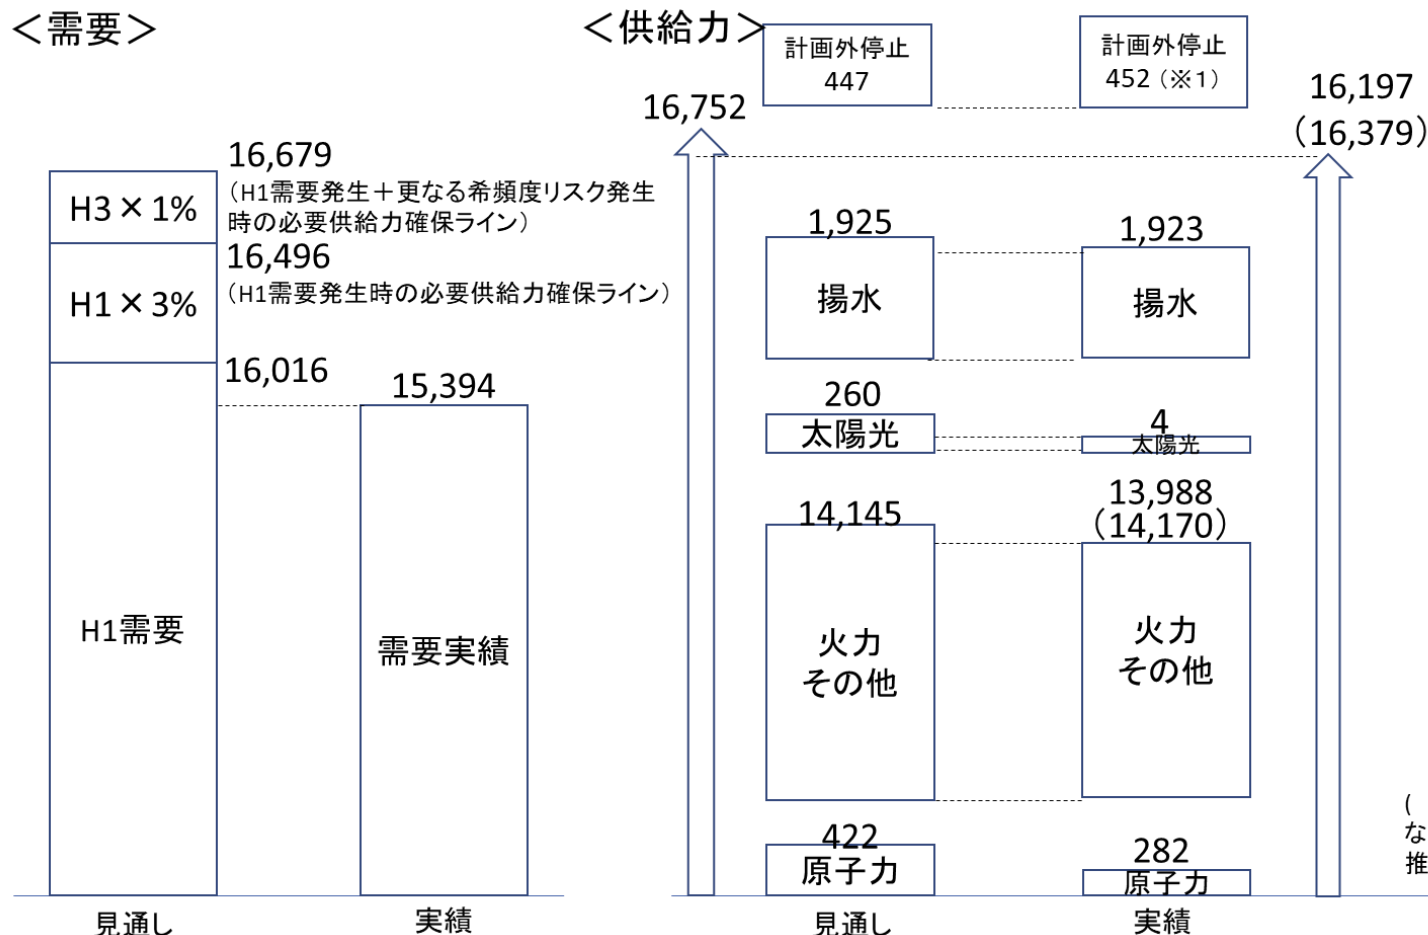 ＜需要＞
16,679
（H1需要発生＋更なる希頻度リスク発生
時の必要供給力確保ライン）
H3×1%
16,496
（H1需要発生時の必要供給力確保ライン）
H1×3%
16,016
15,394
H1需要
需要実績
見通し
実績
＜供給力＞
計画外停止
447
計画外停止
452（※1）
16,752
16,197
（16,379）
1,925
揚水
1,923
揚水
260
太陽光
4
太陽光
14,145
火力
その他
13,988
（14,170）
火力
その他
422
原子力
282
原子力
見通し
実績
(
な
推